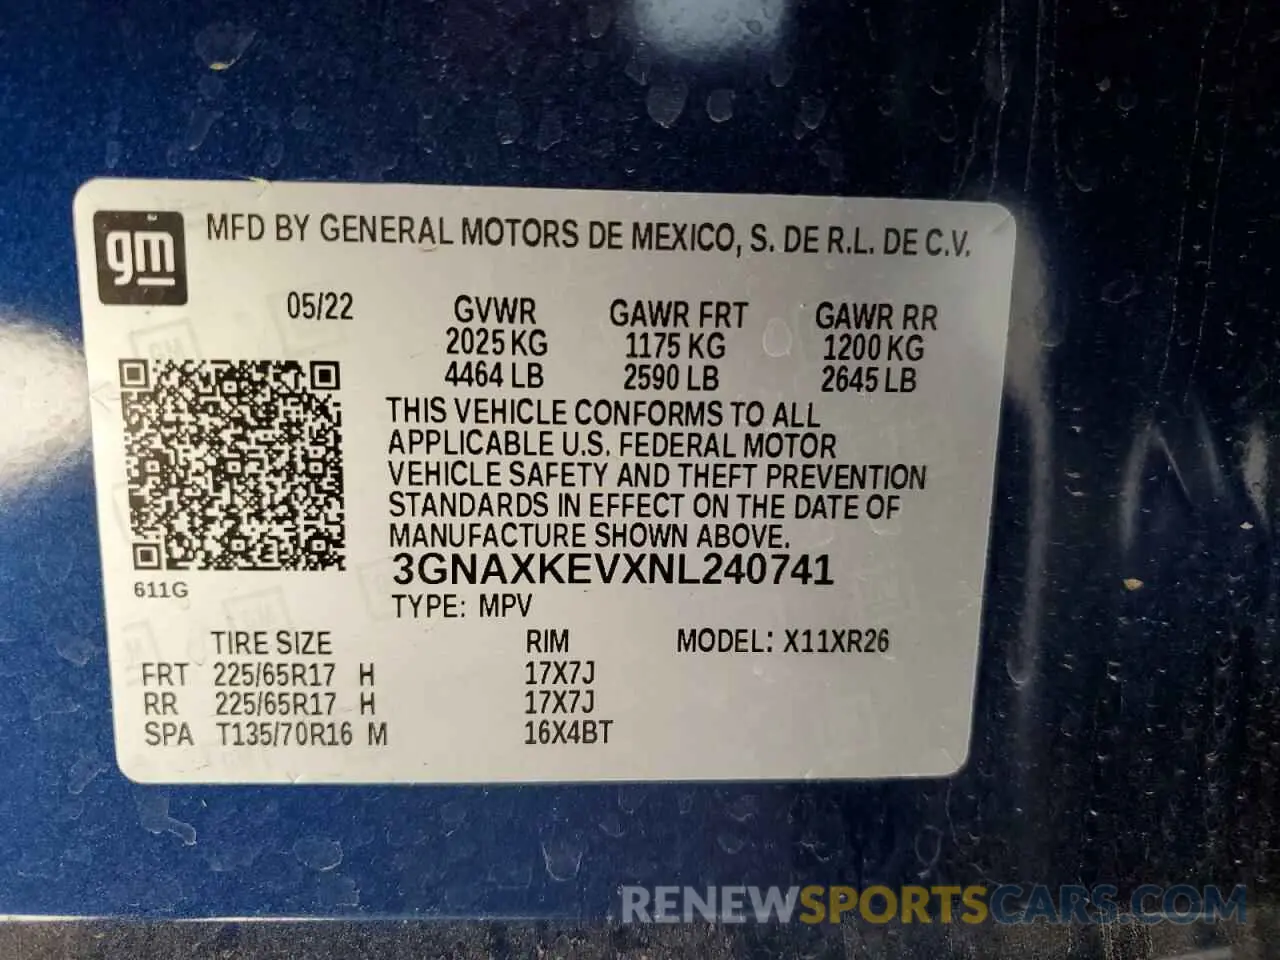 gm
MFD BY GENERAL MOTORS DE MEXICO, S. DE R.L. DE C.V.
05/22 GVWR GAWR FRT GAWR RR
2025 KG 1175 KG 1200 KG
4464 LB 2590 LB 2645 LB
THIS VEHICLE CONFORMS TO ALL
APPLICABLE U.S. FEDERAL MOTOR
VEHICLE SAFETY AND THEFT PREVENTION
STANDARDS IN EFFECT ON THE DATE OF
MANUFACTURE SHOWN ABOVE.
3GNAXKEVXNL240741
611G
TYPE: MPV
TIRE SIZE RIM MODEL: X11XR26
FRT 225/65R17 H 17X7J
RR 225/65R17 H 17X7J
SPA T135/70R16 M 16X4BT
RENEWSPORTSCARS.COM